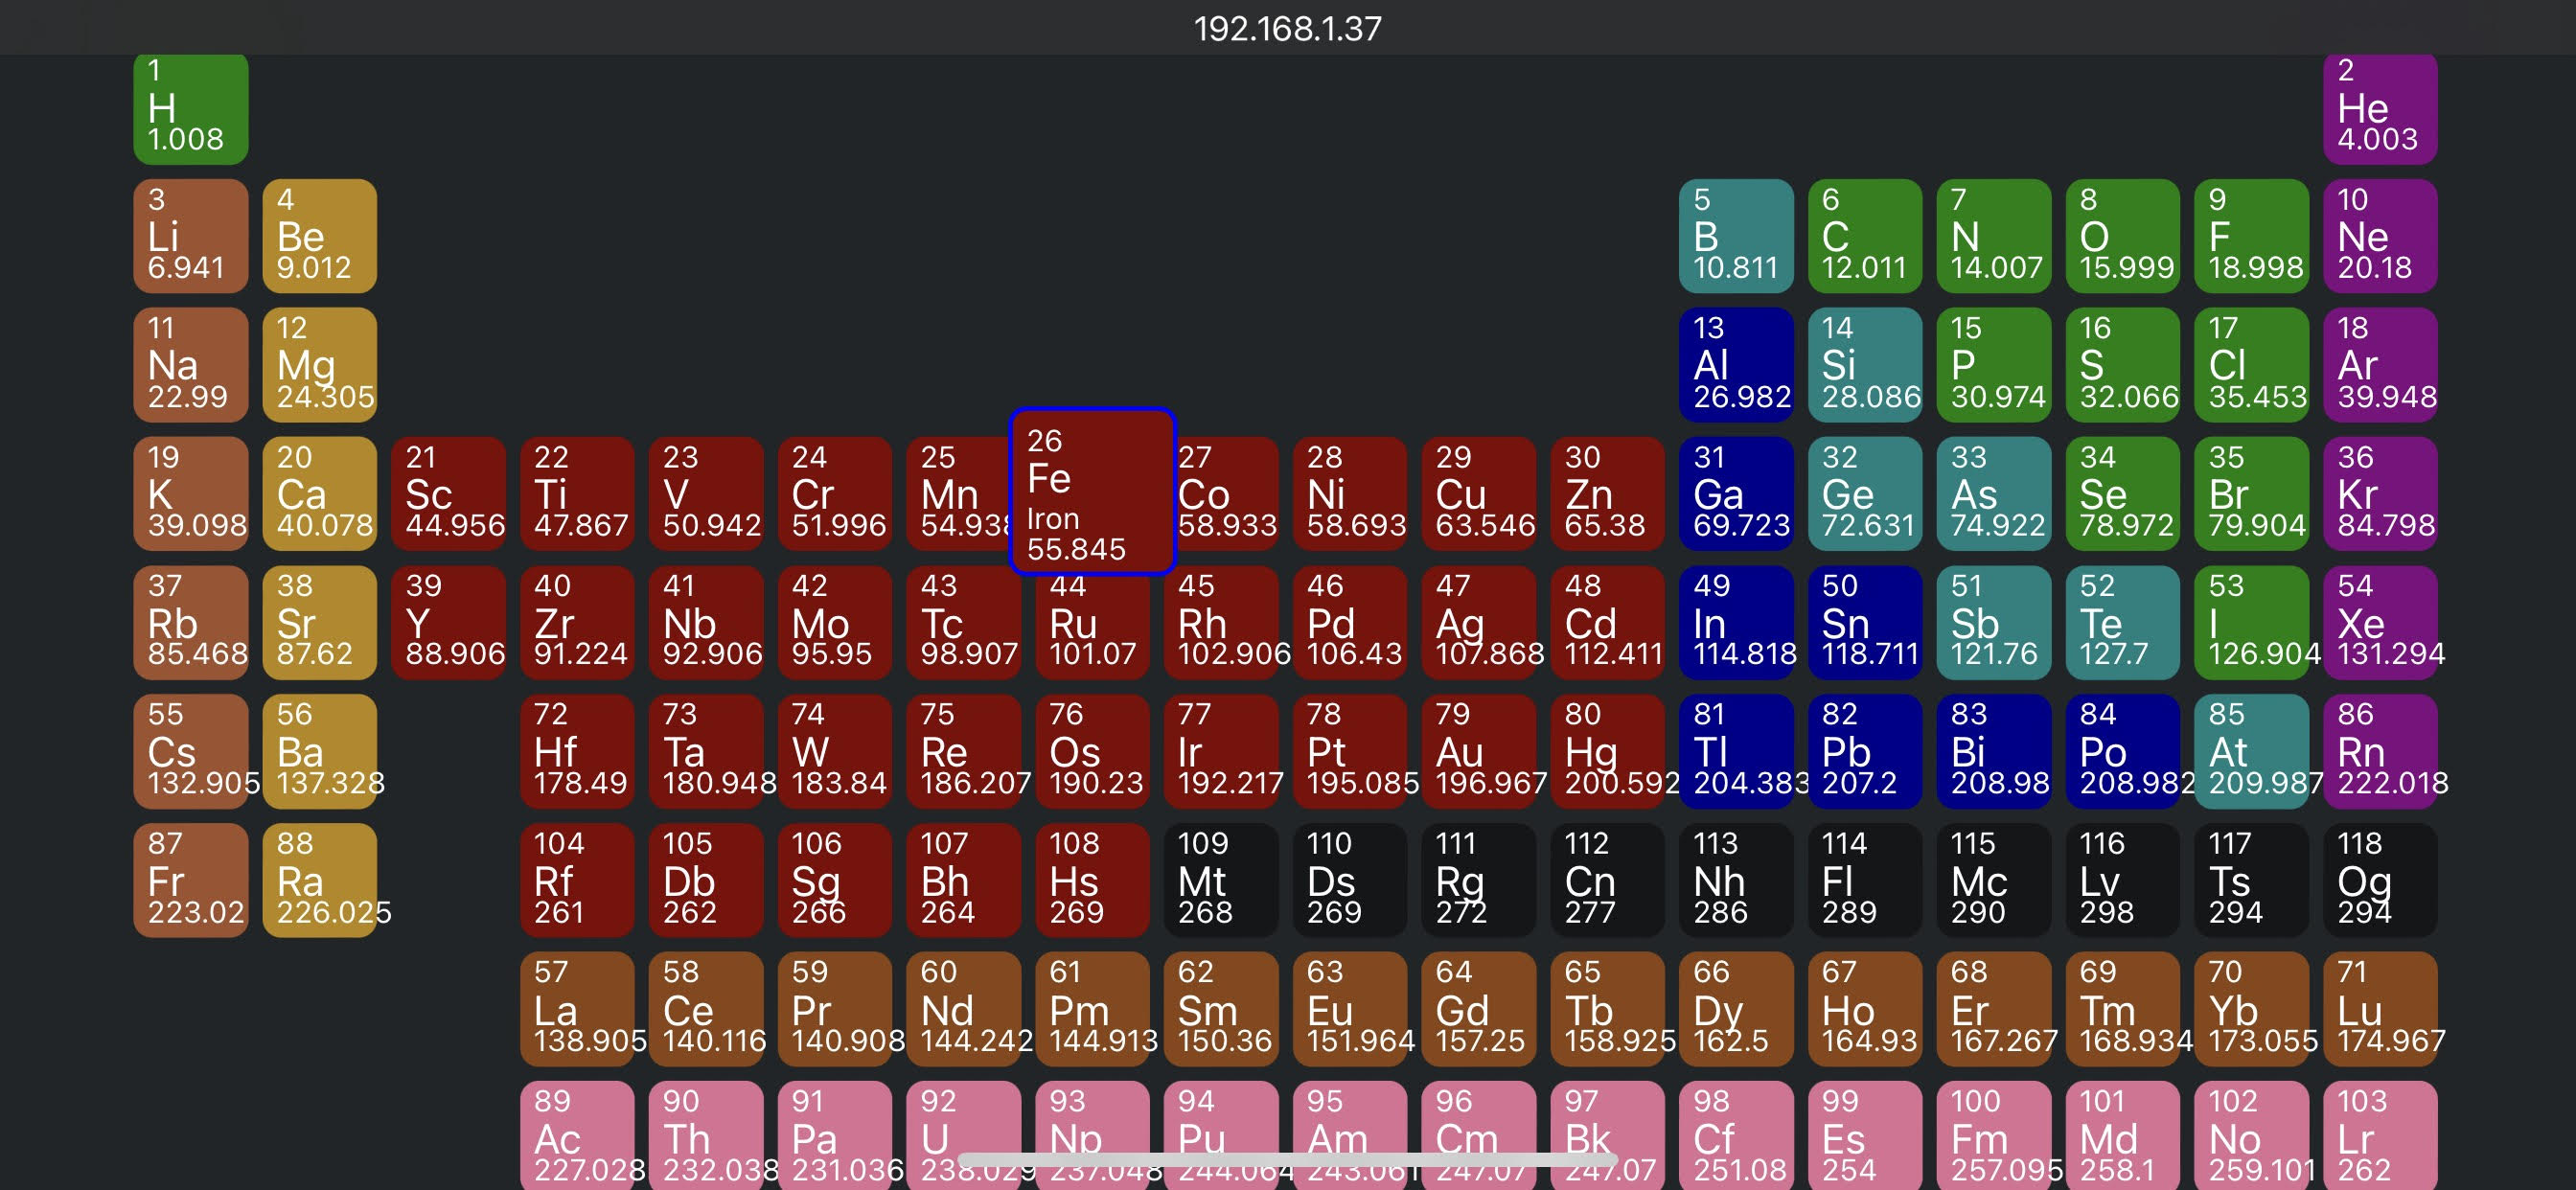 192.168.1.37
1
H
1.008
2
He
4.003
3
Li
6.941
4
Be
9.012
5
B
10.811
6
C
12.011
7
N
14.007
8
O
15.999
9
F
18.998
10
Ne
20.18
11
Na
22.99
12
Mg
24.305
13
Al
26.982
14
Si
28.086
15
P
30.974
16
S
32.066
17
Cl
35.453
18
Ar
39.948
19
K
39.098
20
Ca
40.078
21
Sc
44.956
22
Ti
47.867
23
V
50.942
24
Cr
51.996
25
Mn
54.938
26
Fe
Iron
55.845
27
Co
58.933
28
Ni
58.693
29
Cu
63.546
30
Zn
65.38
31
Ga
69.723
32
Ge
72.631
33
As
74.922
34
Se
78.972
35
Br
79.904
36
Kr
84.798
37
Rb
85.468
38
Sr
87.62
39
Y
88.906
40
Zr
91.224
41
Nb
92.906
42
Mo
95.95
43
Tc
98.907
44
Ru
101.07
45
Rh
102.906
46
Pd
106.43
47
Ag
107.868
48
Cd
112.411
49
In
114.818
50
Sn
118.711
51
Sb
121.76
52
Te
127.7
53
I
126.904
54
Xe
131.294
55
Cs
132.905
56
Ba
137.328
72
Hf
178.49
73
Ta
180.948
74
W
183.84
75
Re
186.207
76
Os
190.23
77
Ir
192.217
78
Pt
195.085
79
Au
196.967
80
Hg
200.592
81
Tl
204.383
82
Pb
207.2
83
Bi
208.98
84
Po
208.982
85
At
209.987
86
Rn
222.018
87
Fr
223.02
88
Ra
226.025
104
Rf
261
105
Db
262
106
Sg
266
107
Bh
264
108
Hs
269
109
Mt
268
110
Ds
269
111
Rg
272
112
Cn
277
113
Nh
286
114
Fl
289
115
Mc
290
116
Lv
298
117
Ts
294
118
Og
294
57
La
138.905
58
Ce
140.116
59
Pr
140.908
60
Nd
144.242
61
Pm
144.913
62
Sm
150.36
63
Eu
151.964
64
Gd
157.25
65
Tb
158.925
66
Dy
162.5
67
Ho
164.93
68
Er
167.267
69
Tm
168.934
70
Yb
173.055
71
Lu
174.967
89
Ac
227.028
90
Th
232.038
91
Pa
231.036
92
U
238.029
93
Np
237.048
94
Pu
244.064
95
Am
243.061
96
Cm
247.07
97
Bk
247.07
98
Cf
251.08
99
Es
254
100
Fm
257.095
101
Md
258.1
102
No
259.101
103
Lr
262